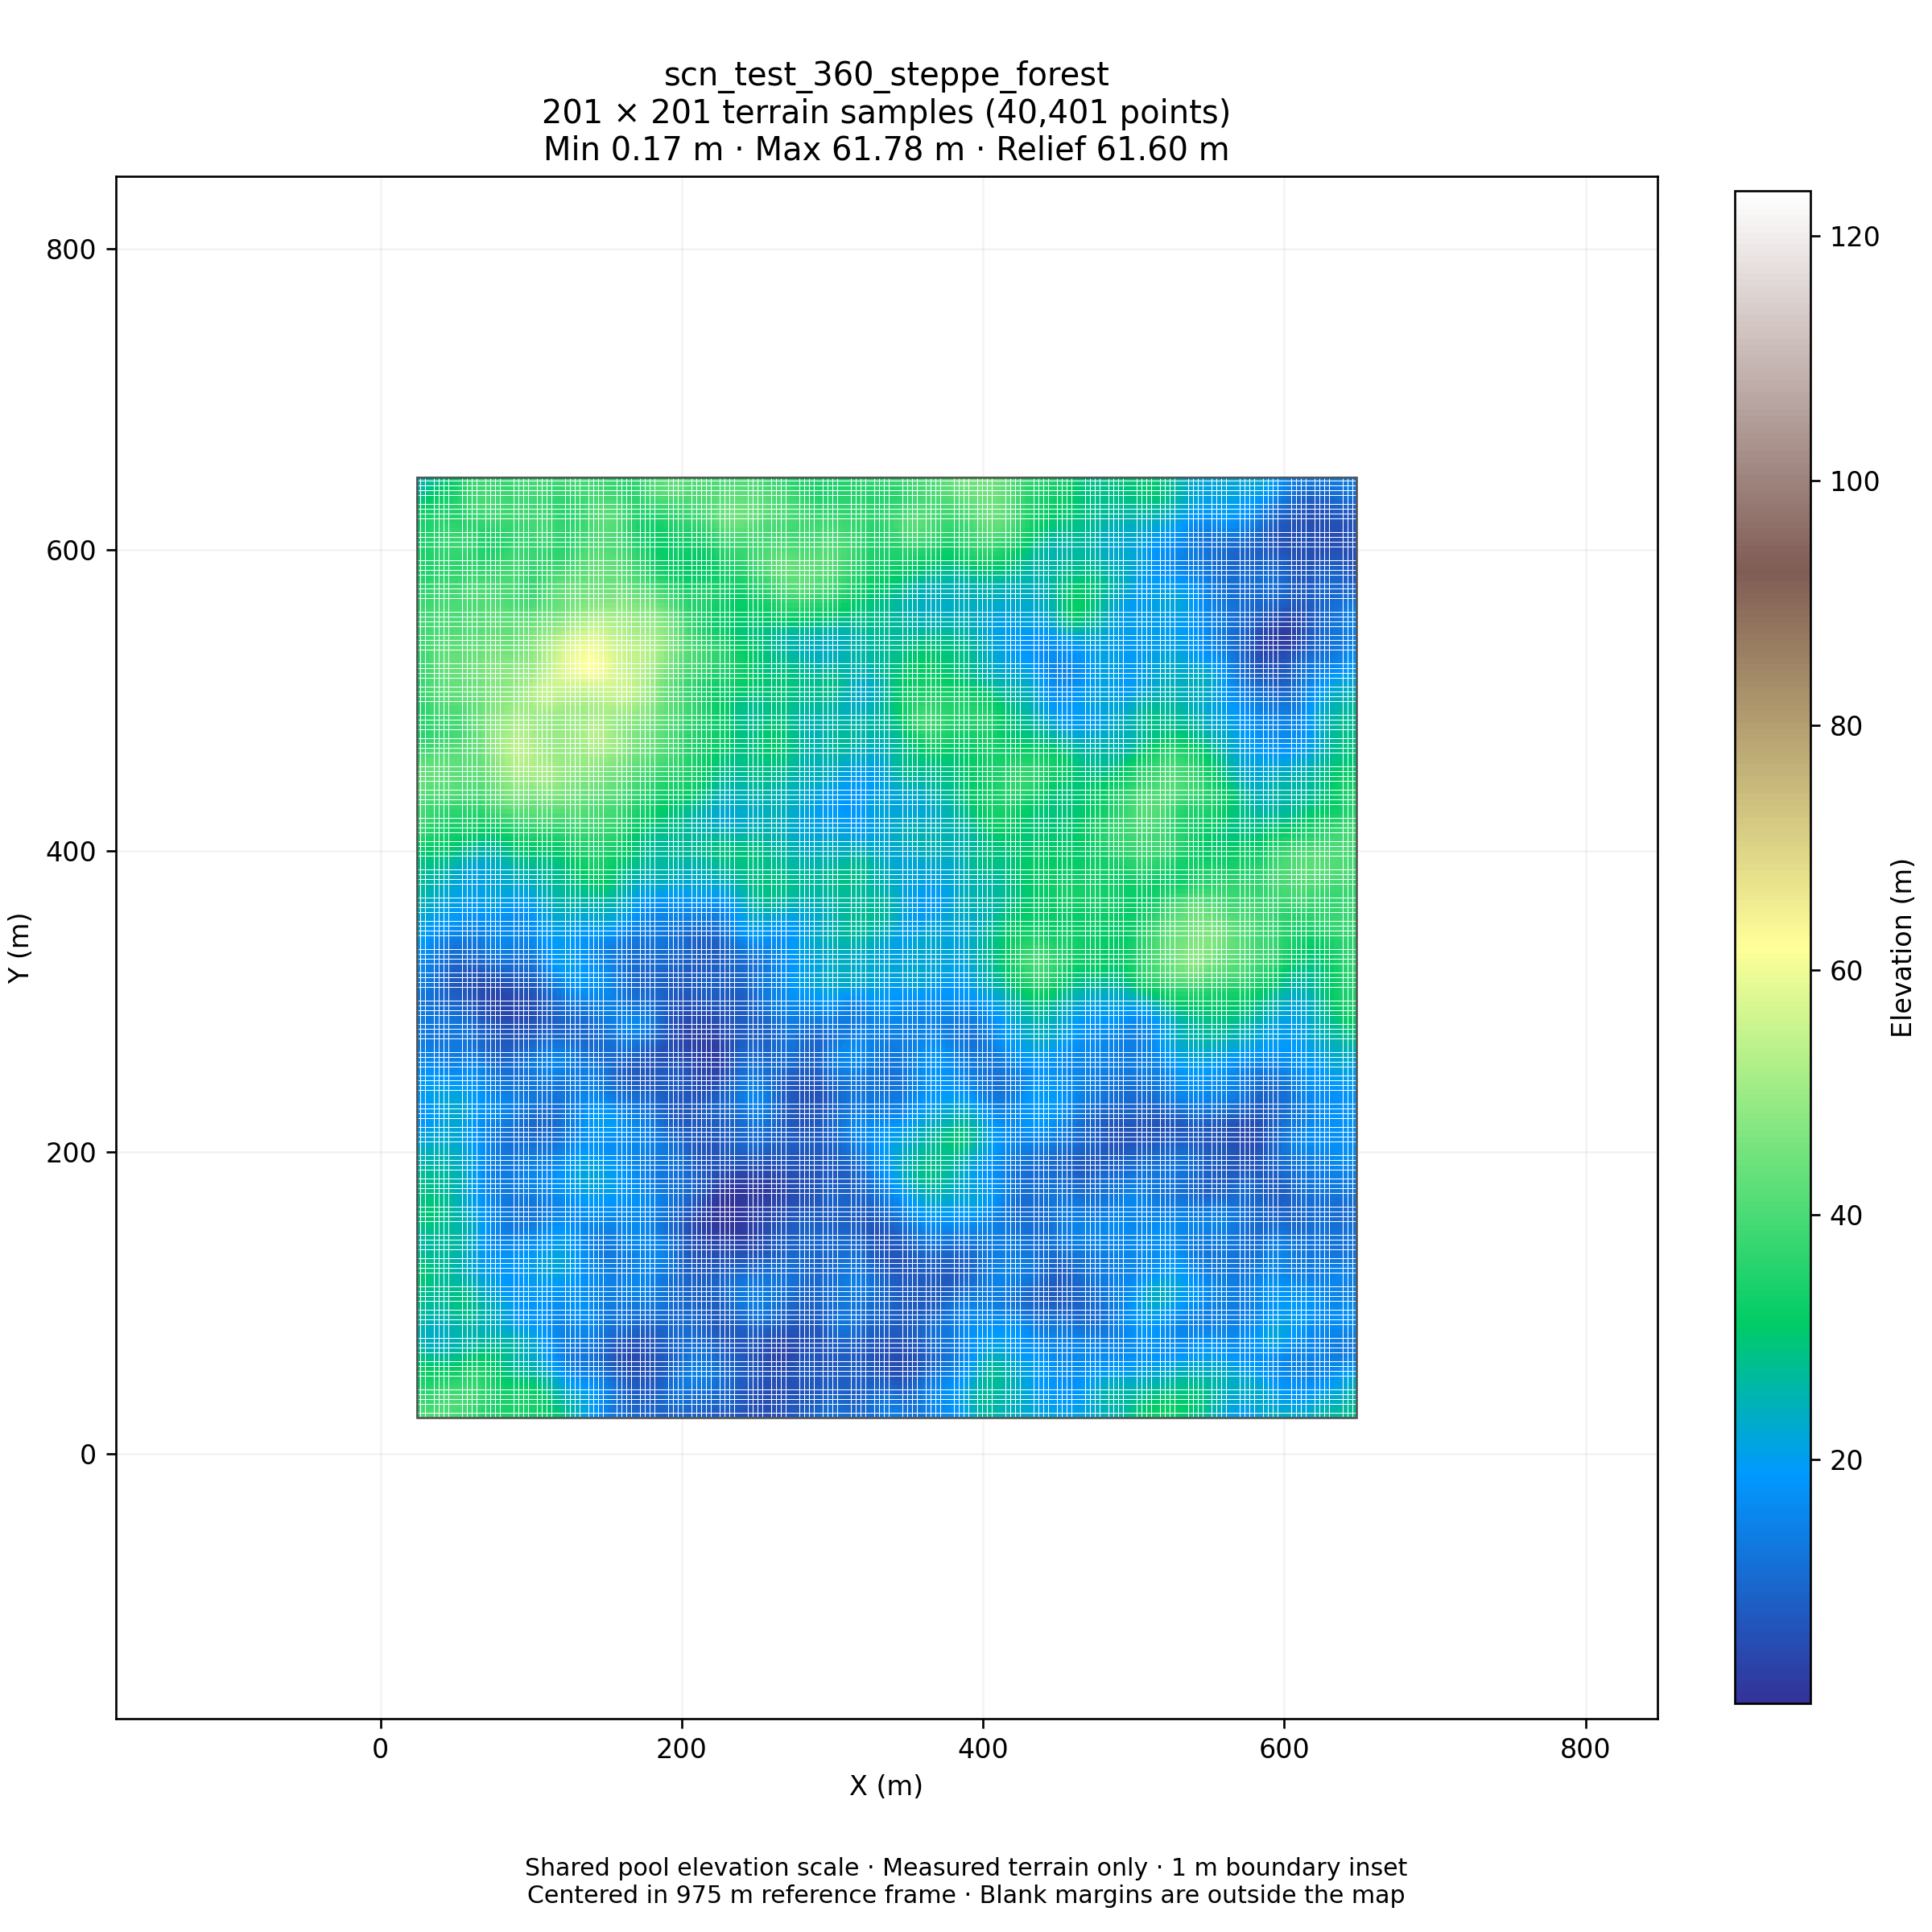 scn_test_360_steppe_forest
201 × 201 terrain samples (40,401 points)
Min 0.17 m · Max 61.78 m · Relief 61.60 m
800
600
400
200
0
Y (m)
0
200
400
600
800
X (m)
120
100
80
60
40
20
Elevation (m)
Shared pool elevation scale · Measured terrain only · 1 m boundary inset
Centered in 975 m reference frame · Blank margins are outside the map